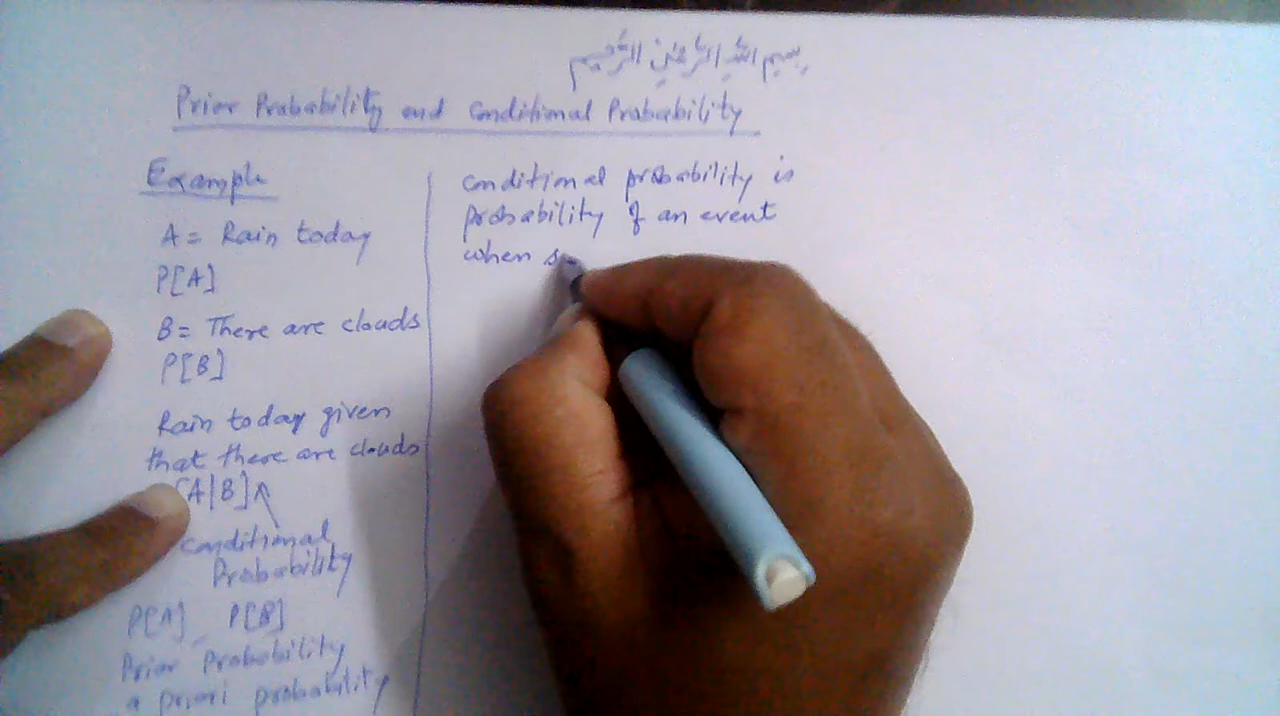 بسم الله الرحمن الرحيم
Prior Probability and Conditional Probability
Example
A = Rain today
P[A]
B = There are clouds
P[B]
Rain today given
that there are clouds
[A|B]
Conditional
Probability
P[A] P[B]
Prior Probability
a priori probability
Conditional probability is
probability of an event
when